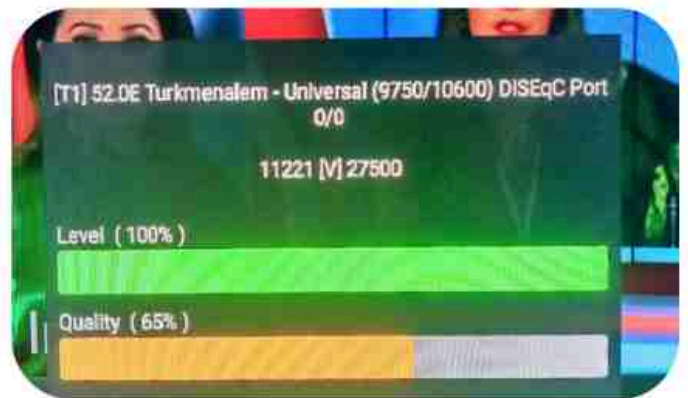 [T1] 52.0E Turkmenalem - Universal (9750/10600) DISEqC Port
0/0
11221 [V] 27500
Level ( 100% )
Quality ( 65% )